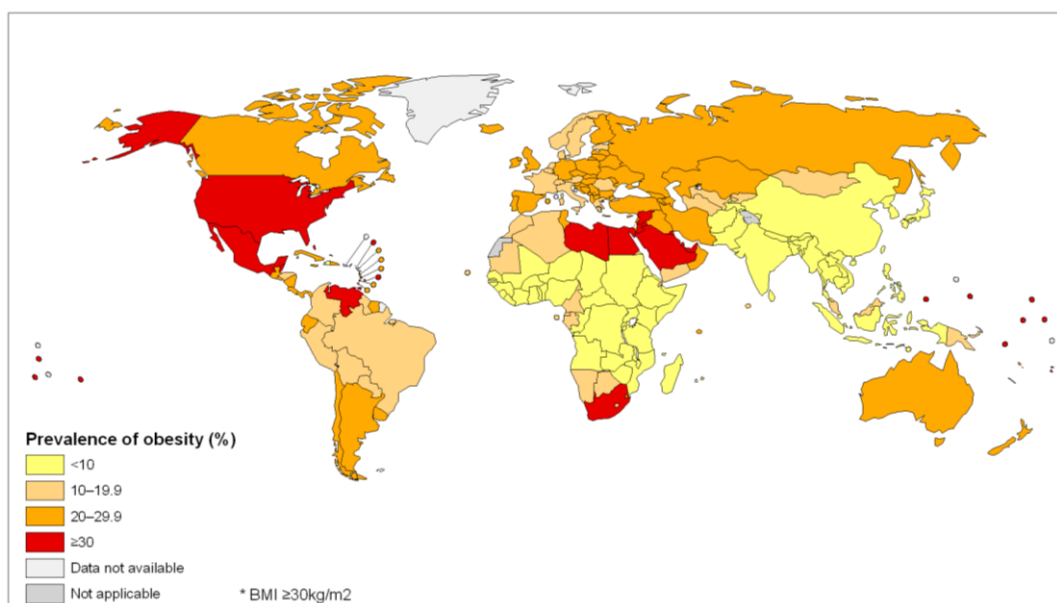 Prevalence of obesity (%)
<10
10–19.9
20–29.9
≥30
Data not available
Not applicable * BMI ≥30kg/m2